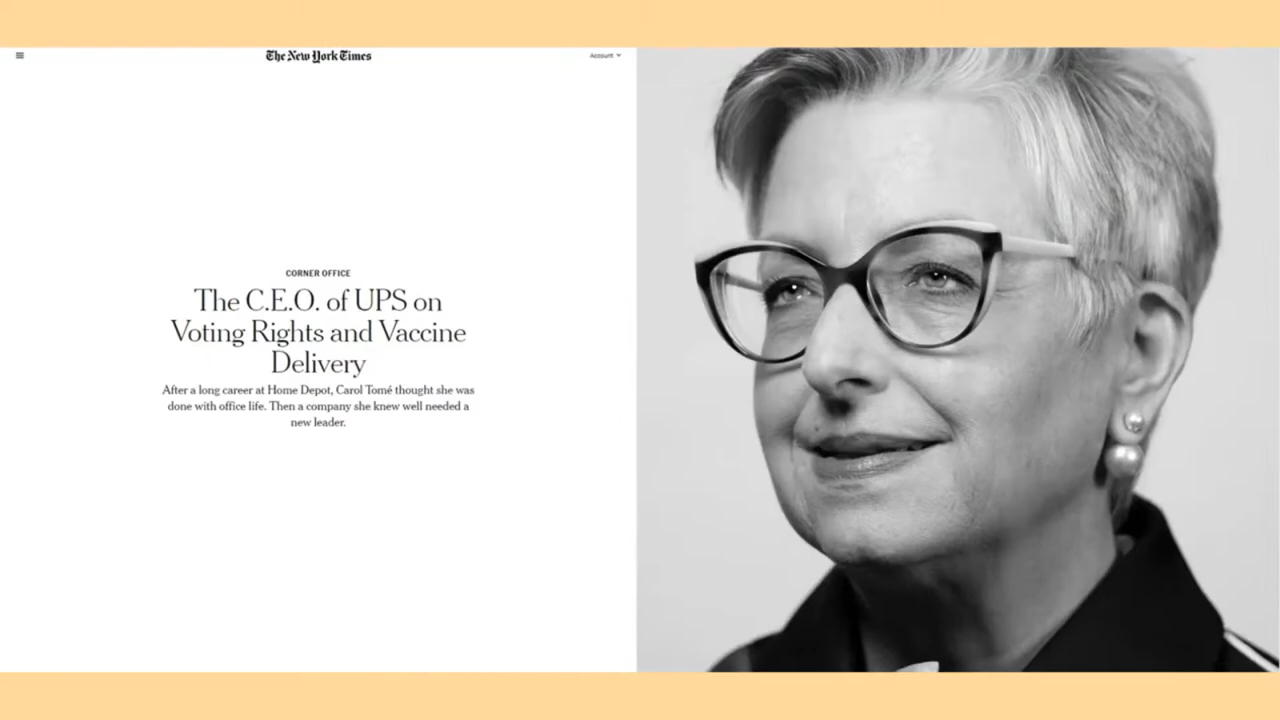 The New York Times
Account
CORNER OFFICE
The C.E.O. of UPS on
Voting Rights and Vaccine
Delivery
After a long career at Home Depot, Carol Tomé thought she was
done with office life. Then a company she knew well needed a
new leader.